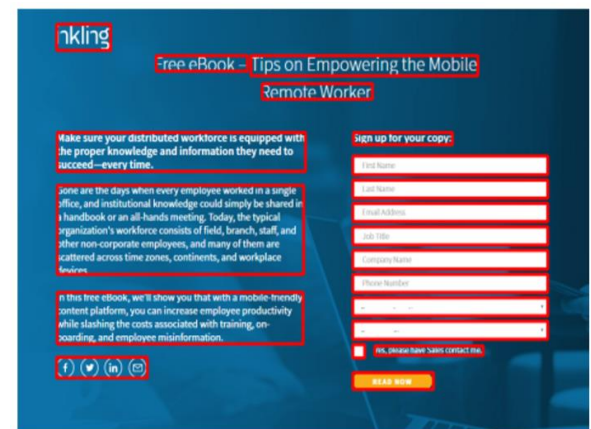 inkling
Free eBook – Tips on Empowering the Mobile
Remote Worker
Make sure your distributed workforce is equipped with
the proper knowledge and information they need to
succeed—every time.
Gone are the days when every employee worked in a single
office, and institutional knowledge could simply be shared in
a handbook or an all-hands meeting. Today, the typical
organization's workforce consists of field, branch, staff, and
other non-corporate employees, and many of them are
scattered across time zones, continents, and workplace
devices.
In this free eBook, we'll show you that with a mobile-friendly
content platform, you can increase employee productivity
while slashing the costs associated with training, on-
boarding, and employee misinformation.
Sign up for your copy:
First Name
Last Name
Email Address
Job Title
Company Name
Phone Number
Yes, please have Sales contact me.
READ NOW